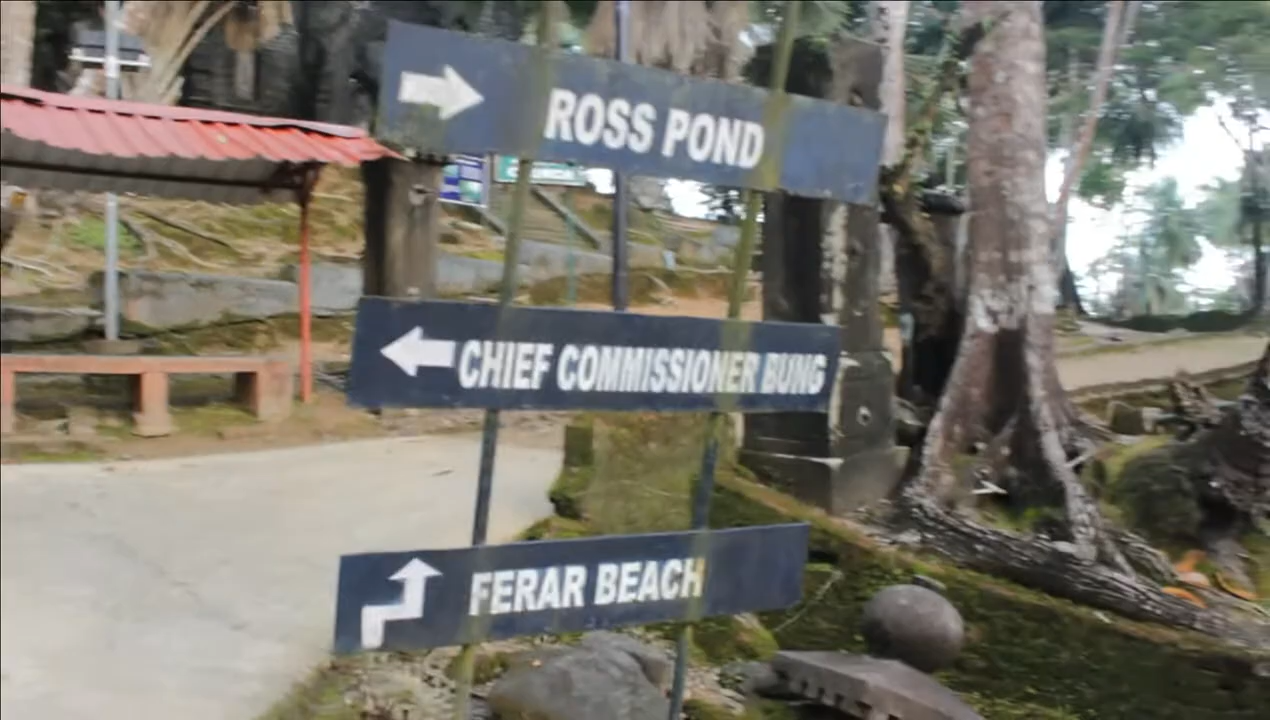 ROSS POND
CHIEF COMMISSIONER BUNG
FERAR BEACH